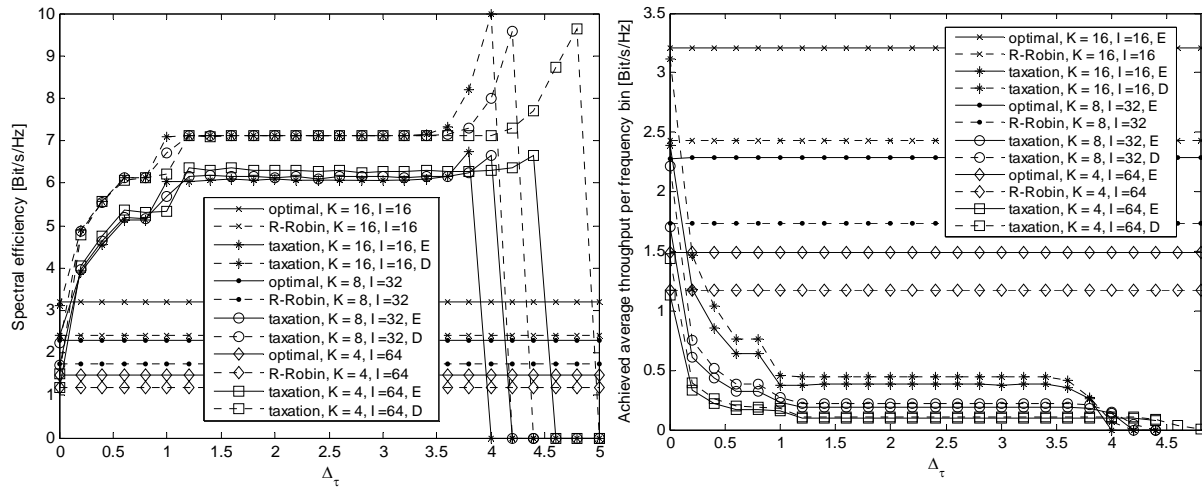 Spectral efficiency [Bit/s/Hz]
10
9
8
7
6
5
4
3
2
1
0
optimal, K = 16, I =16
R-Robin, K = 16, I =16
taxation, K = 16, I =16, E
taxation, K = 16, I =16, D
optimal, K = 8, I =32
R-Robin, K = 8, I =32
taxation, K = 8, I =32, E
taxation, K = 8, I =32, D
optimal, K = 4, I =64
R-Robin, K = 4, I =64
taxation, K = 4, I =64, E
taxation, K = 4, I =64, D
0 0.5 1 1.5 2 2.5 3 3.5 4 4.5 5
Δτ
Achieved average throughput per frequency bin [Bit/s/Hz]
3.5
3
2.5
2
1.5
1
0.5
0
optimal, K = 16, I =16, E
R-Robin, K = 16, I =16
taxation, K = 16, I =16, E
taxation, K = 16, I =16, D
optimal, K = 8, I =32, E
R-Robin, K = 8, I =32
taxation, K = 8, I =32, E
taxation, K = 8, I =32, D
optimal, K = 4, I =64, E
R-Robin, K = 4, I =64
taxation, K = 4, I =64, E
taxation, K = 4, I =64, D
0 0.5 1 1.5 2 2.5 3 3.5 4 4.5
Δτ